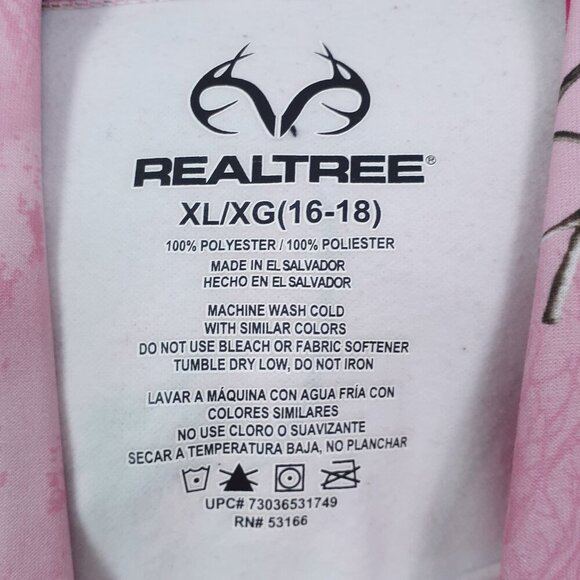 REALTREE®
XL/XG(16-18)
100% POLYESTER / 100% POLIESTER
MADE IN EL SALVADOR
HECHO EN EL SALVADOR
MACHINE WASH COLD
WITH SIMILAR COLORS
DO NOT USE BLEACH OR FABRIC SOFTENER
TUMBLE DRY LOW, DO NOT IRON
LAVAR A MÁQUINA CON AGUA FRÍA CON
COLORES SIMILARES
NO USE CLORO O SUAVIZANTE
SECAR A TEMPERATURA BAJA, NO PLANCHAR
UPC# 73036531749
RN# 53166